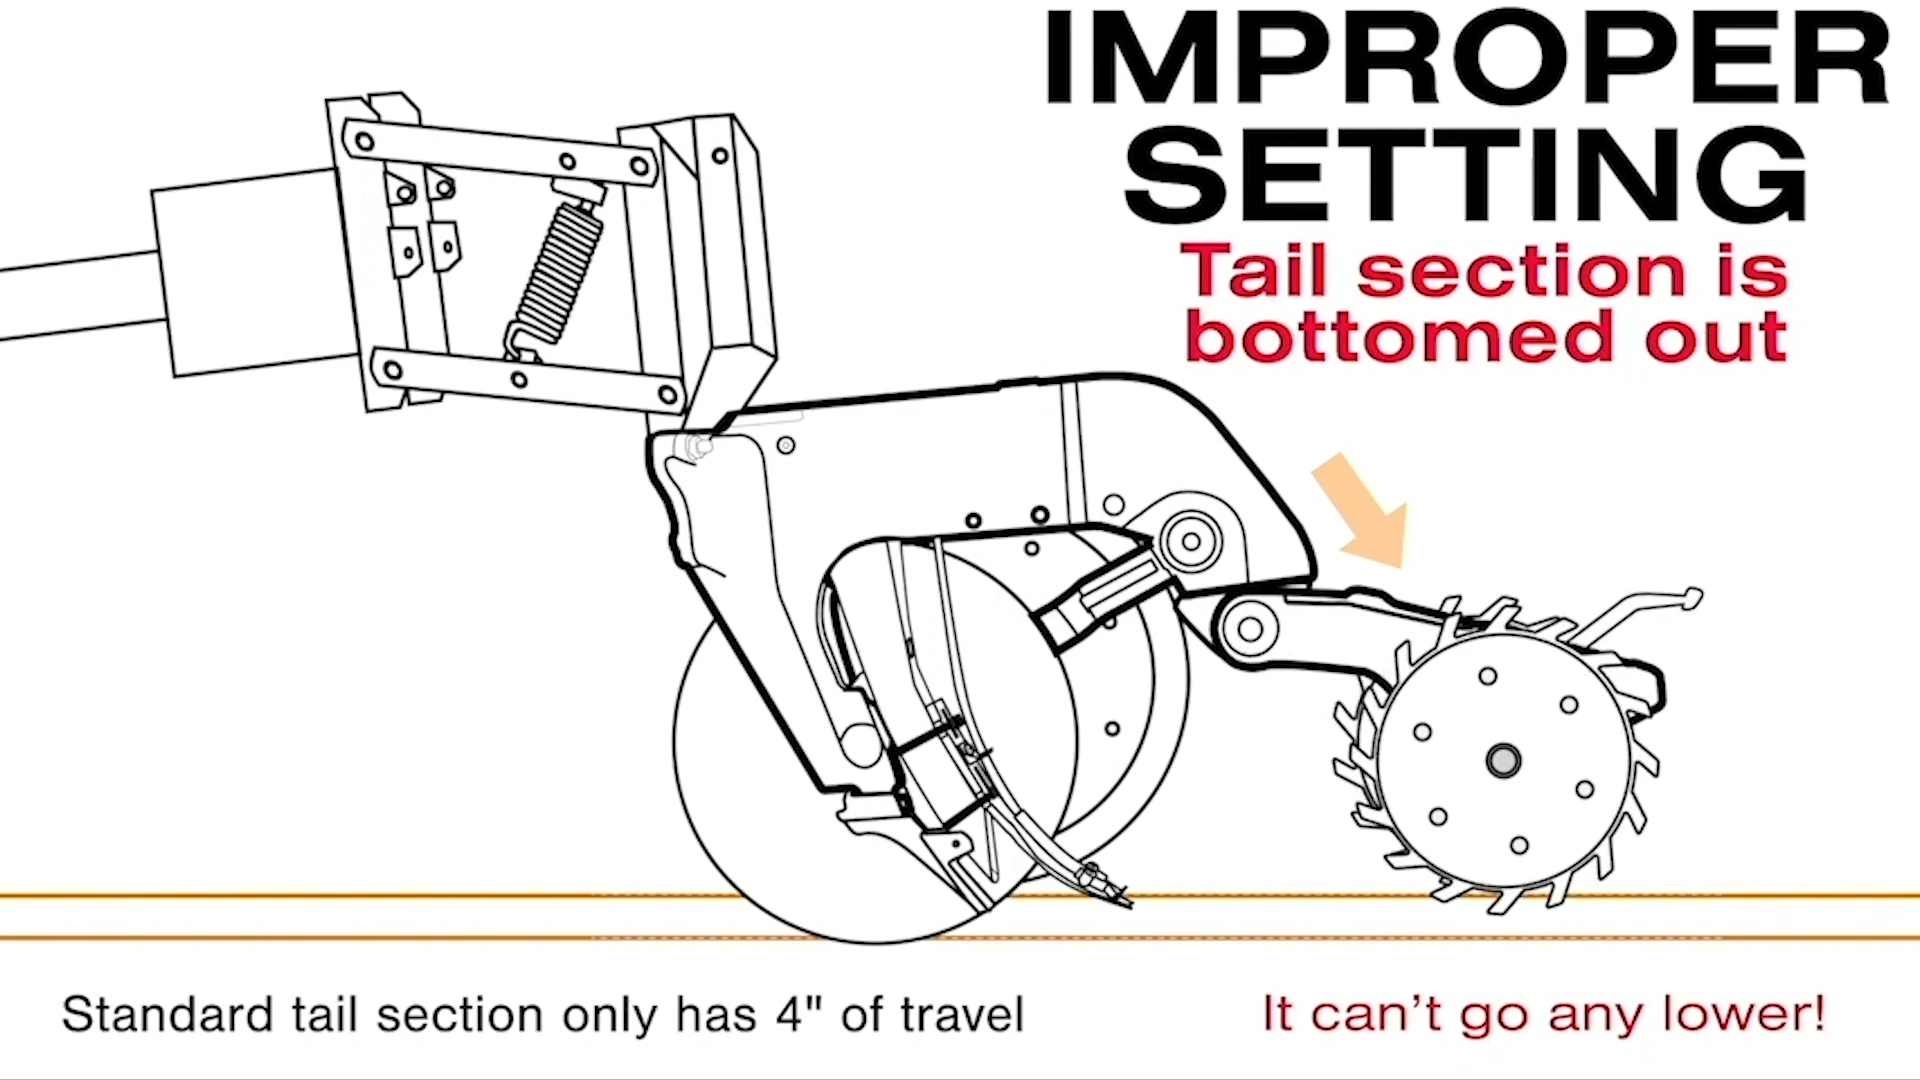 IMPROPER
SETTING
Tail section is
bottomed out
Standard tail section only has 4" of travel
It can’t go any lower!